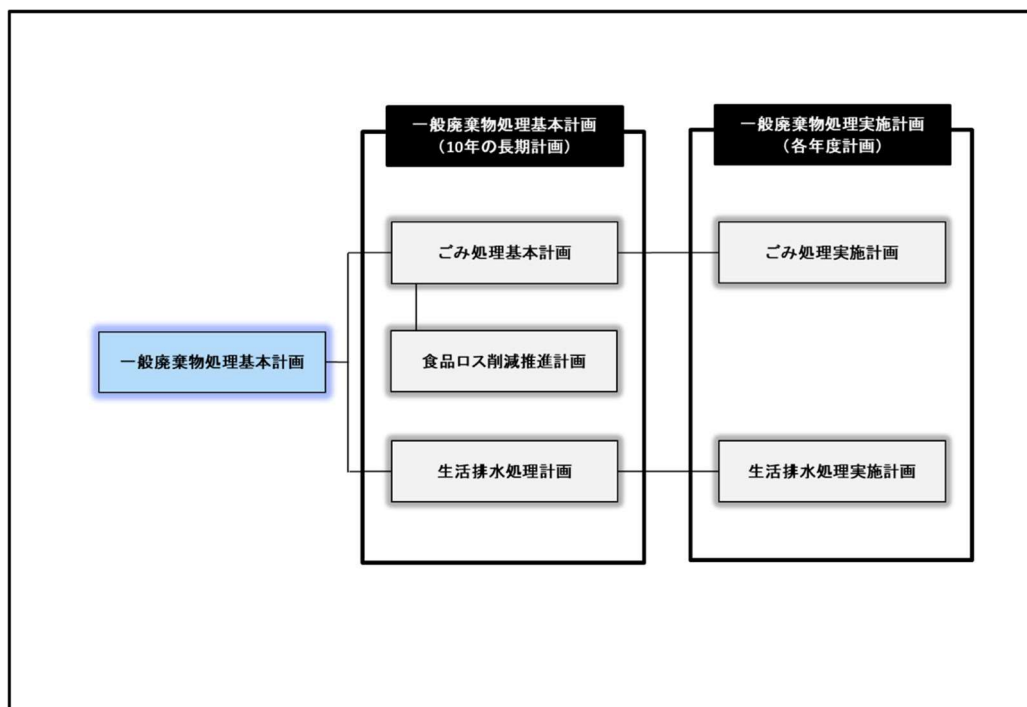 一般廃棄物処理基本計画
(10年の長期計画)
一般廃棄物処理実施計画
(各年度計画)
ごみ処理基本計画
ごみ処理実施計画
一般廃棄物処理基本計画
食品ロス削減推進計画
生活排水処理計画
生活排水処理実施計画